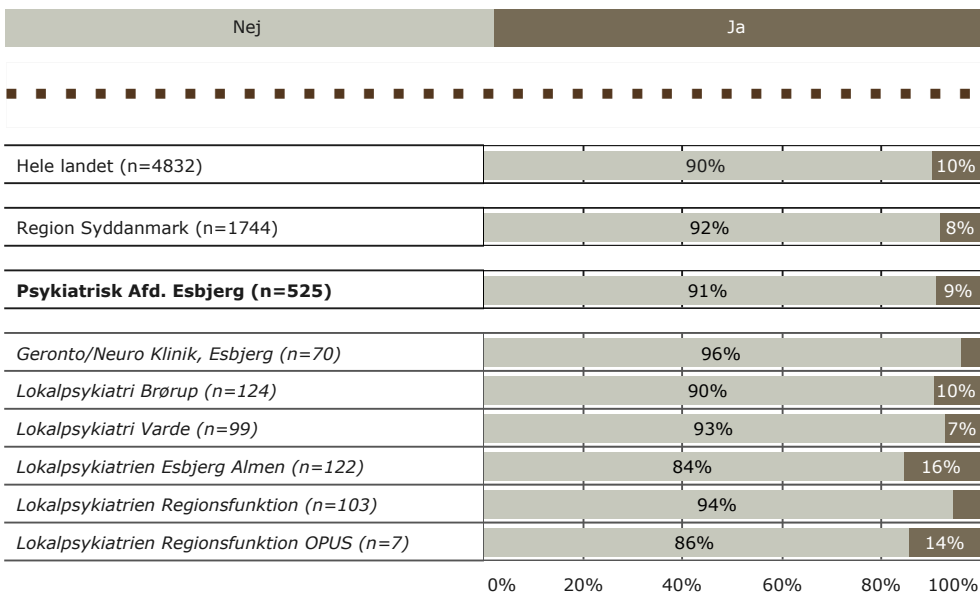 Nej Ja
Hele landet (n=4832) 90% 10%
Region Syddanmark (n=1744) 92% 8%
Psykiatrisk Afd. Esbjerg (n=525) 91% 9%
Geronto/Neuro Klinik, Esbjerg (n=70) 96%
Lokalpsykiatri Brørup (n=124) 90% 10%
Lokalpsykiatri Varde (n=99) 93% 7%
Lokalpsykiatrien Esbjerg Almen (n=122) 84% 16%
Lokalpsykiatrien Regionsfunktion (n=103) 94%
Lokalpsykiatrien Regionsfunktion OPUS (n=7) 86% 14%
0% 20% 40% 60% 80% 100%